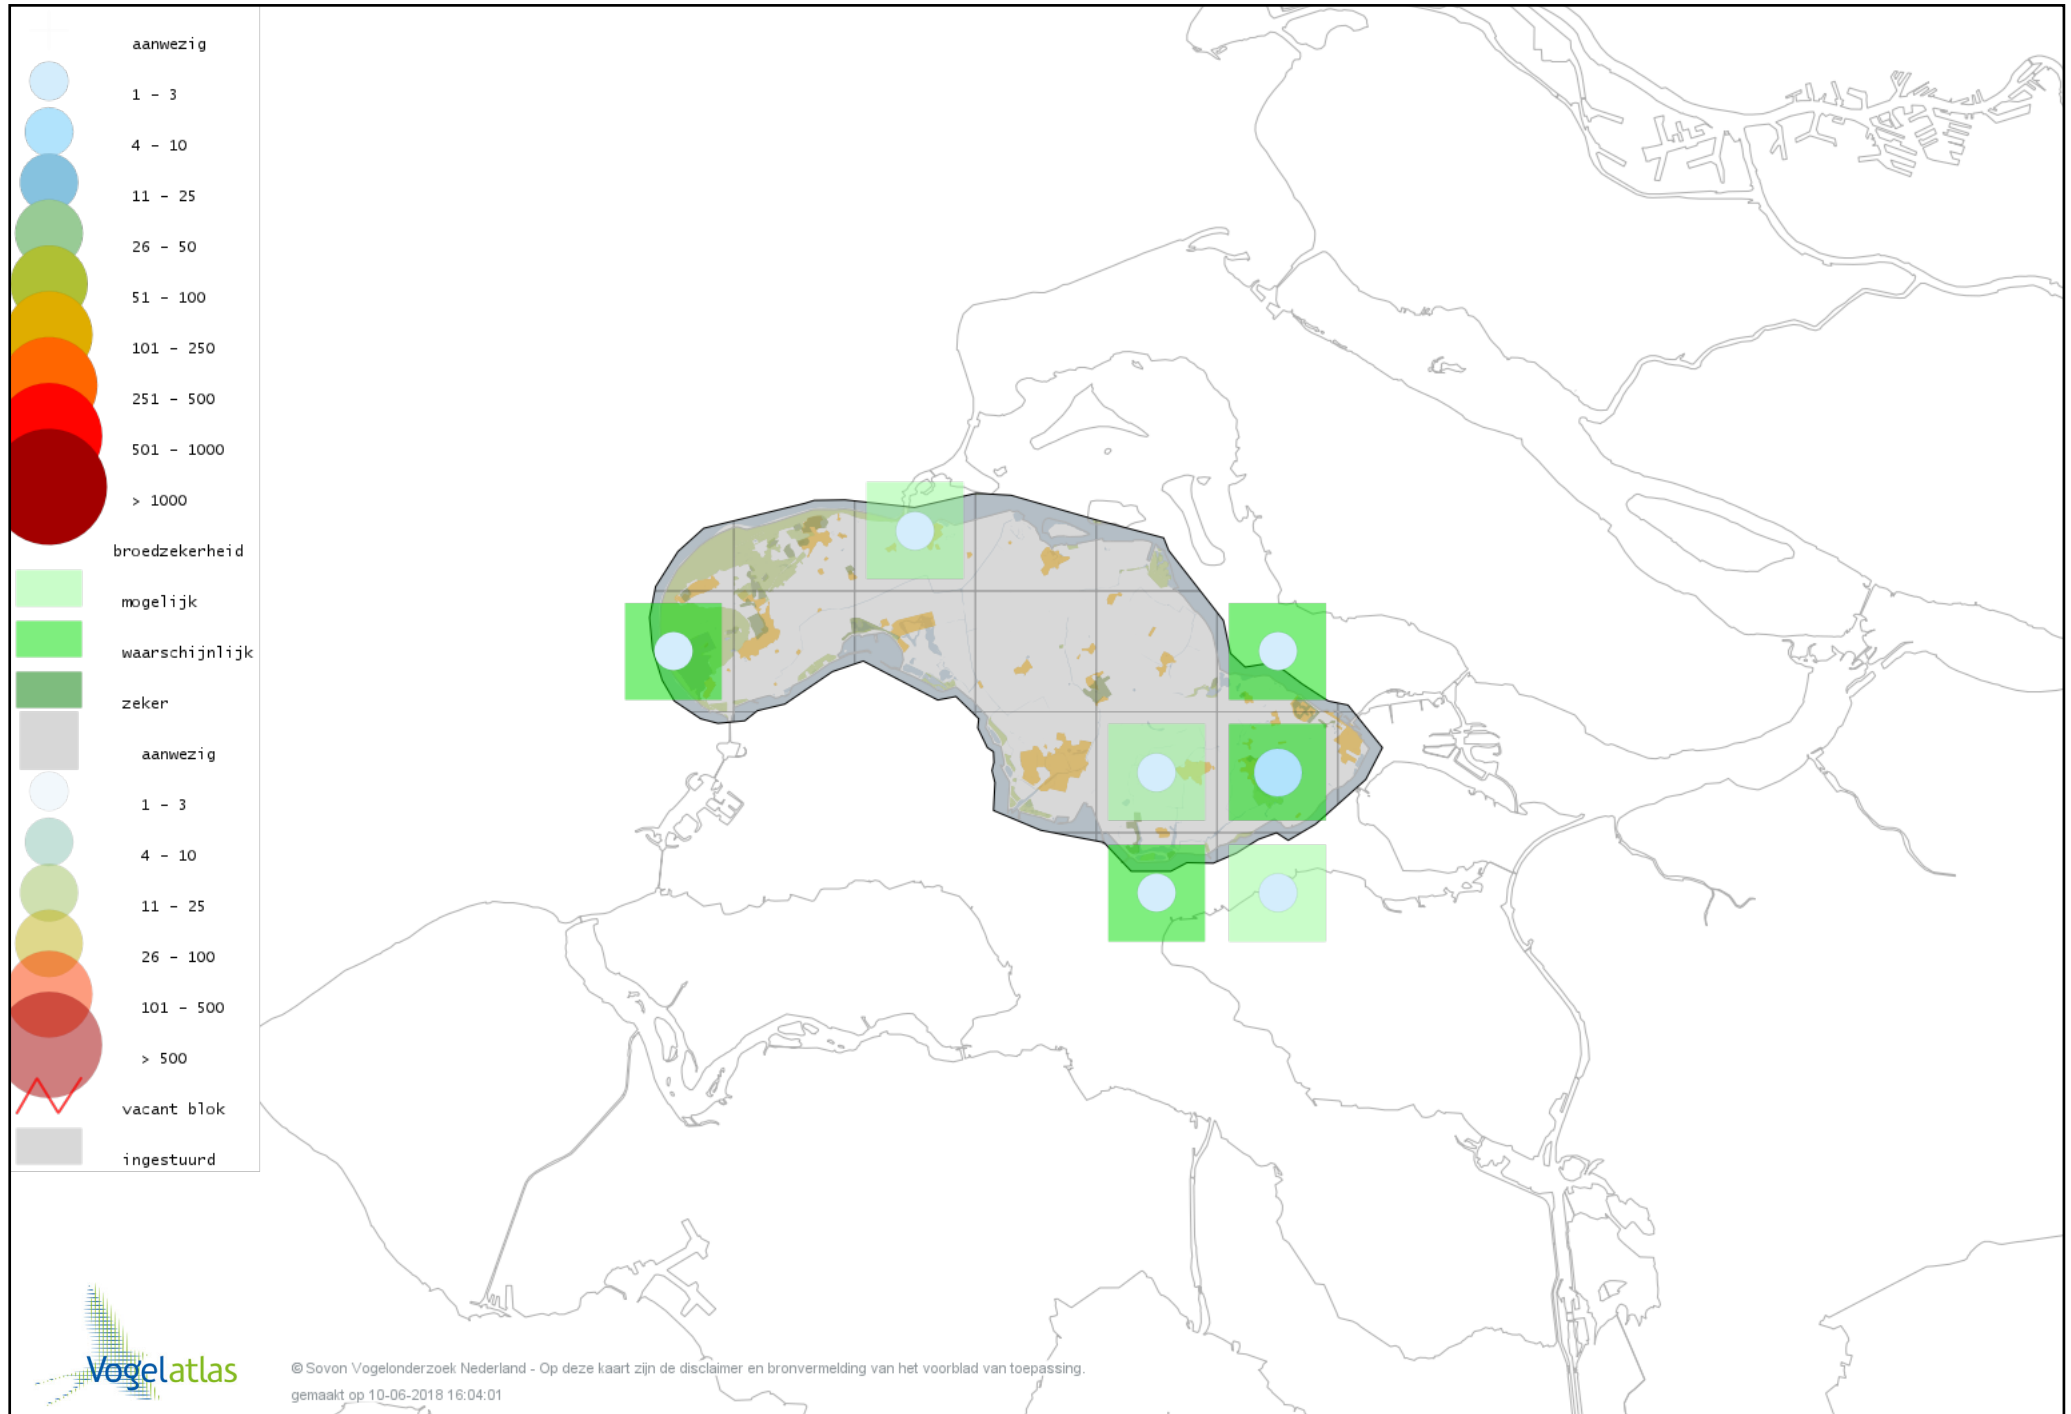 aanwezig
1 - 3
4 - 10
11 - 25
26 - 50
51 - 100
101 - 250
251 - 500
501 - 1000
> 1000
broedzekerheid
mogelijk
waarschijnlijk
zeker
aanwezig
1 - 3
4 - 10
11 - 25
26 - 100
101 - 500
> 500
vacant blok
ingestuurd
Vogelatlas
© Sovon Vogelonderzoek Nederland - Op deze kaart zijn de disclaimer en bronvermelding van het voorblad van toepassing.
gemaakt op 10-06-2018 16:04:01